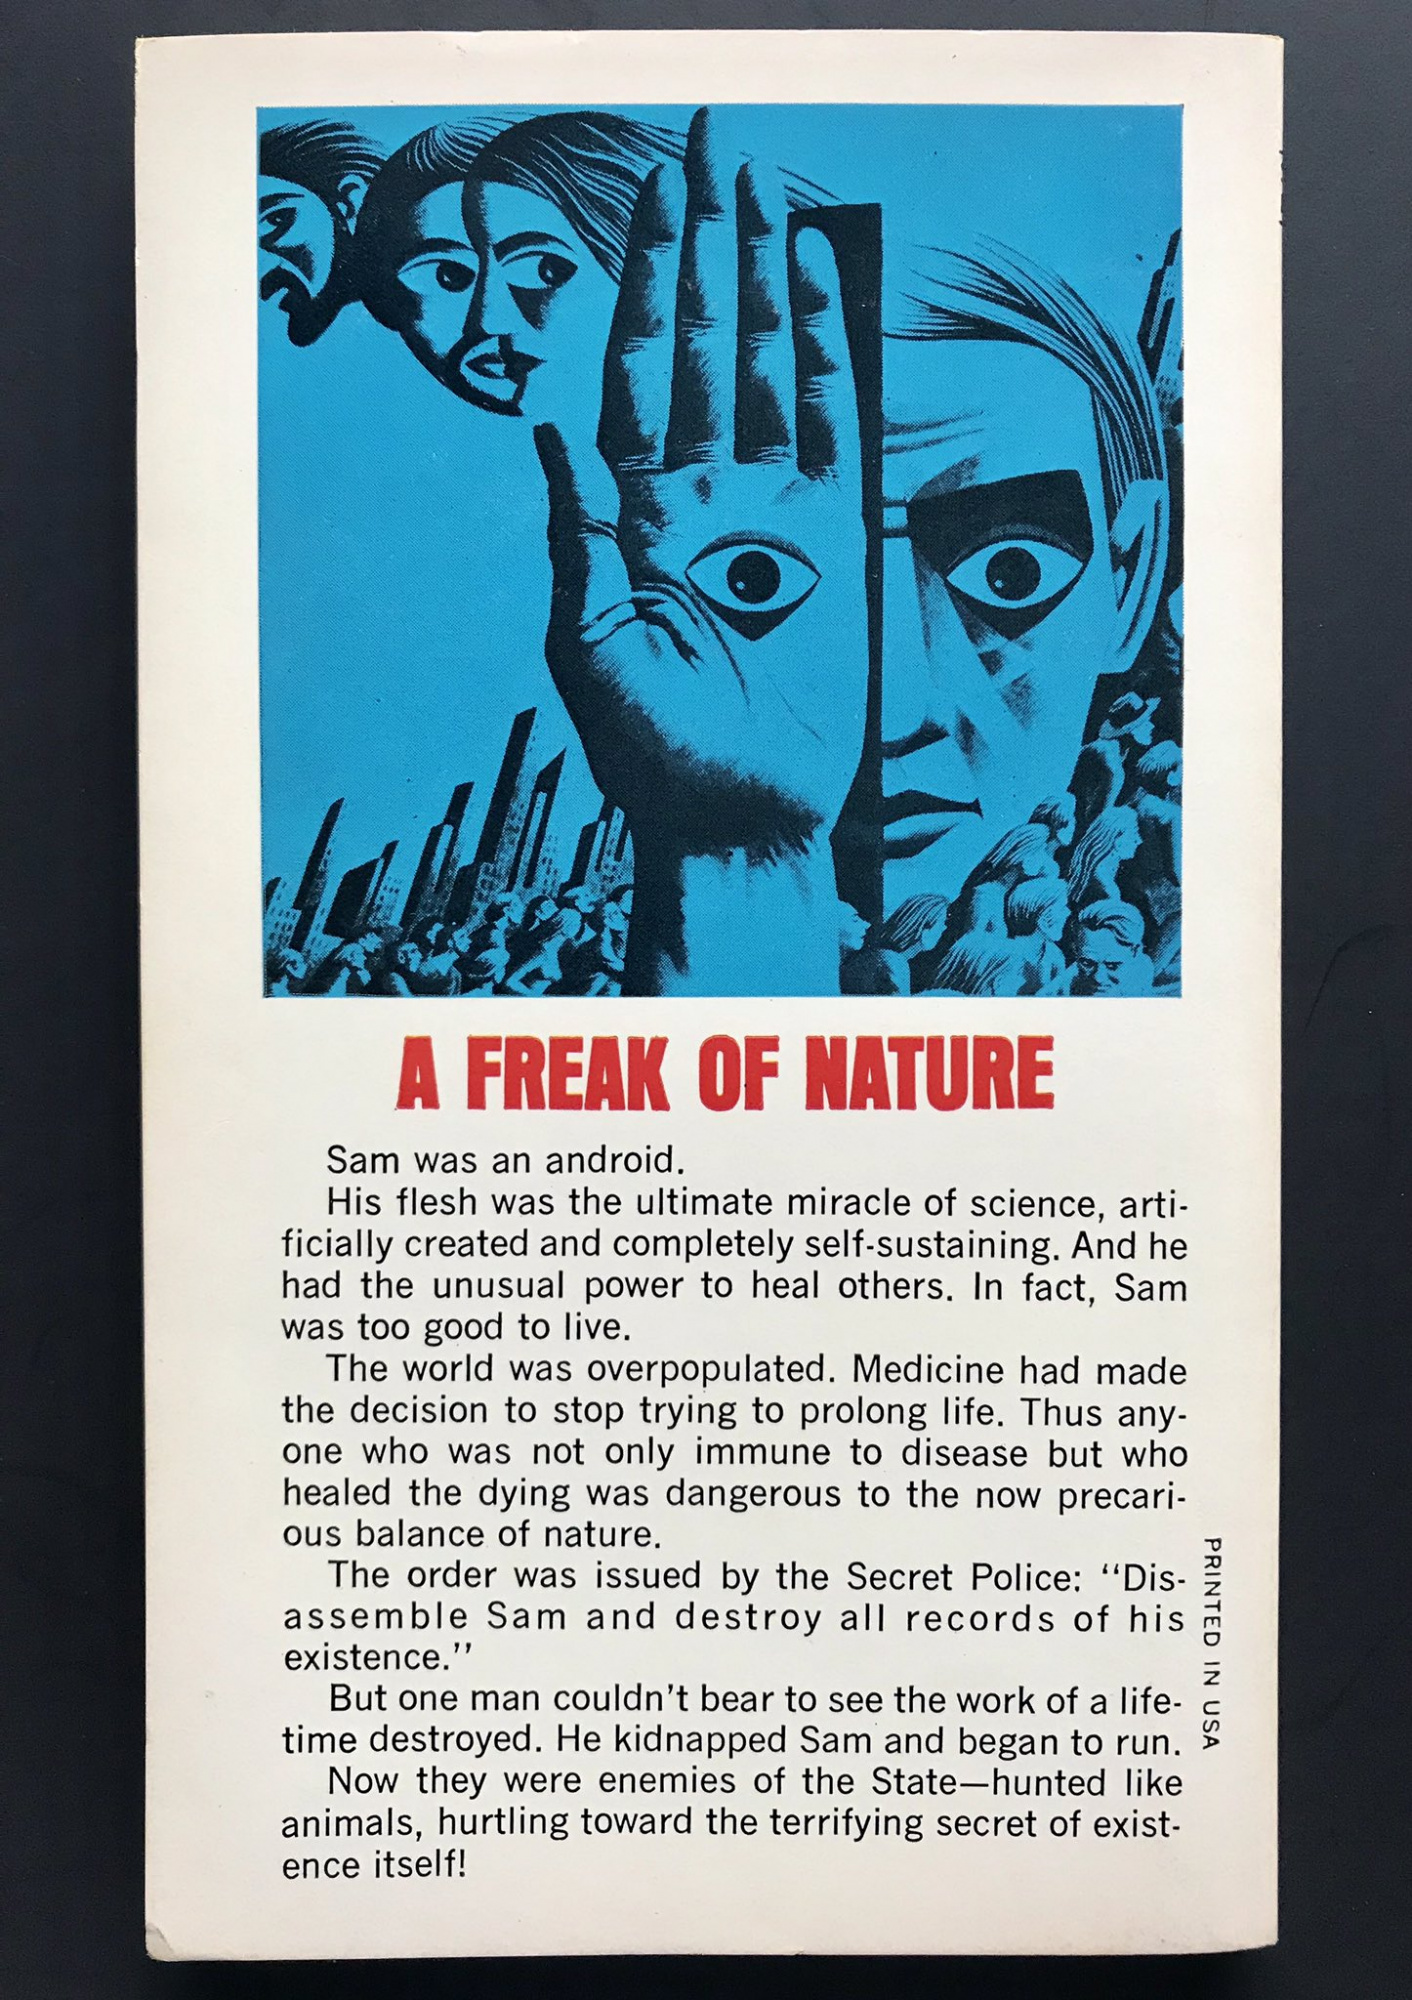 A FREAK OF NATURE
Sam was an android.
His flesh was the ultimate miracle of science, arti-
ficially created and completely self-sustaining. And he
had the unusual power to heal others. In fact, Sam
was too good to live.
The world was overpopulated. Medicine had made
the decision to stop trying to prolong life. Thus any-
one who was not only immune to disease but who
healed the dying was dangerous to the now precari-
ous balance of nature.
The order was issued by the Secret Police: “Dis-
assemble Sam and destroy all records of his
existence.”
But one man couldn’t bear to see the work of a life-
time destroyed. He kidnapped Sam and began to run.
Now they were enemies of the State—hunted like
animals, hurtling toward the terrifying secret of exist-
ence itself!
PRINTED IN USA